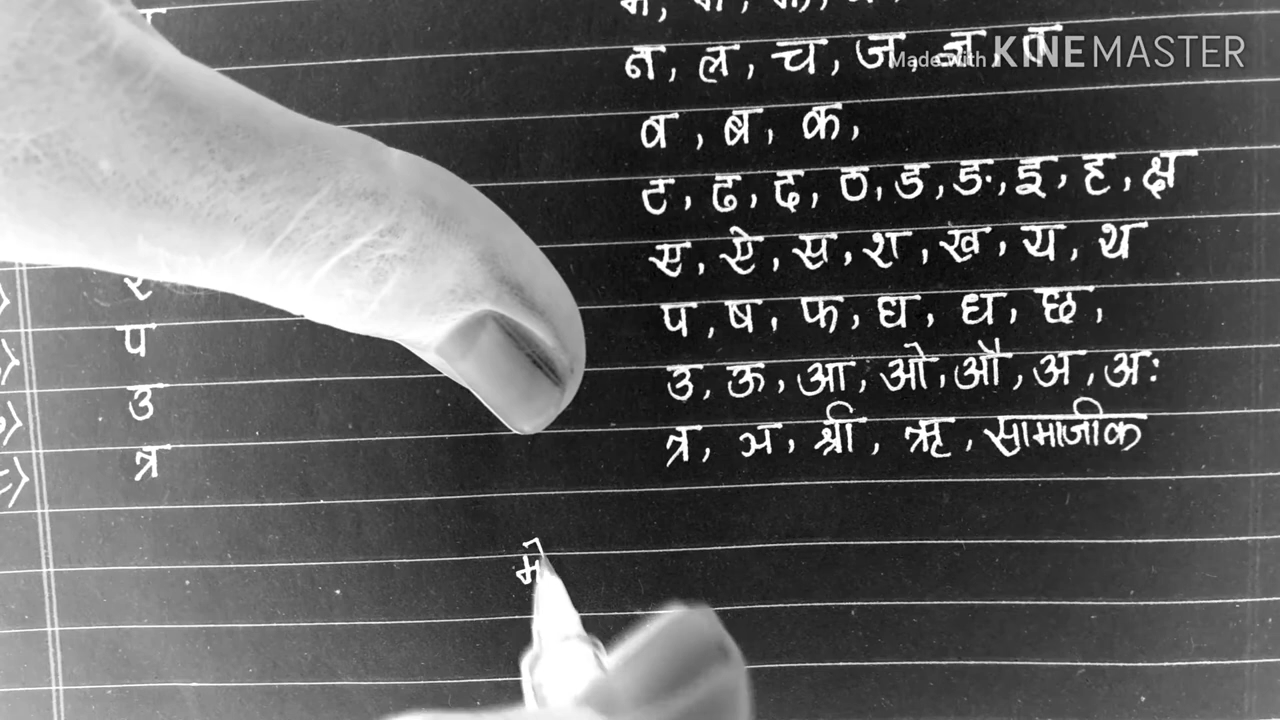 न, ल, च, ज, ञ, त
Made with KINEMASTER
व, ब, क,
ट, ढ, द, ठ, ड, ङ, इ, ह, क्ष
ए, ऐ, स, श, ख, य, थ
प प, ष, फ, घ, ध, छ,
उ उ, ऊ, आ, ओ, औ, अ, अः
त्र त्र, ञ, श्री, ऋ, सामाजीक
मे